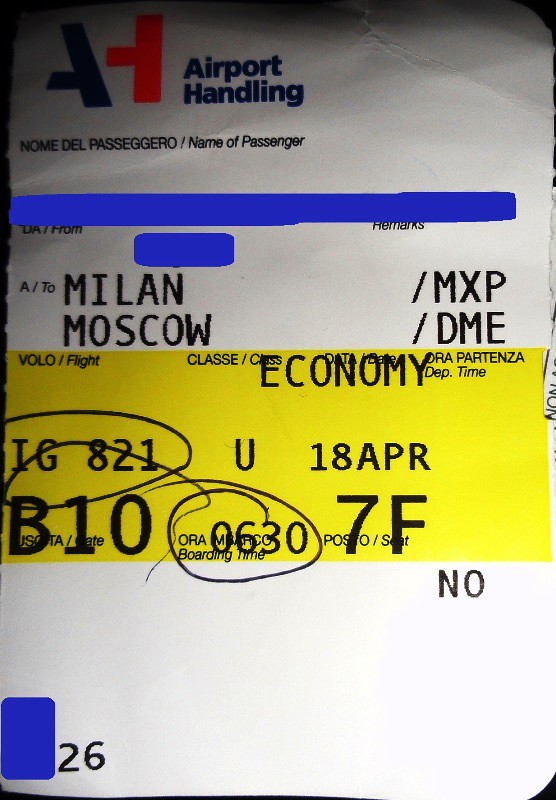 AH Airport
Handling
NOME DEL PASSEGGERO / Name of Passenger
DA / From Remarks
A / To MILAN /MXP
MOSCOW /DME
VOLO / Flight CLASSE / Class DATA / Date ORA PARTENZA
Dep. Time
ECONOMY
IG 821 U 18APR
B10 0630 7F
USCITA / Gate ORA IMBARCO Boarding Time POSTO / Seat
NO
26